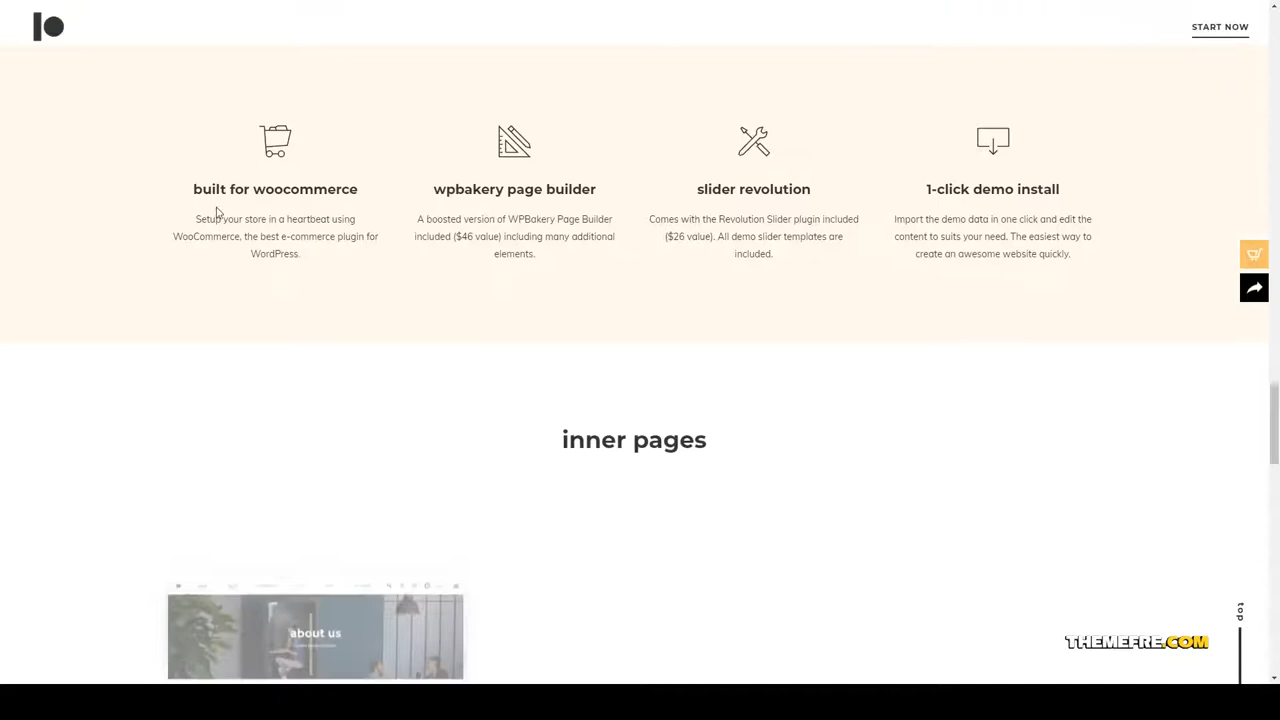 START NOW
built for woocommerce
Setup your store in a heartbeat using
WooCommerce, the best e-commerce plugin for
WordPress.
wpbakery page builder
A boosted version of WPBakery Page Builder
included ($46 value) including many additional
elements.
slider revolution
Comes with the Revolution Slider plugin included
($26 value). All demo slider templates are
included.
1-click demo install
Import the demo data in one click and edit the
content to suits your need. The easiest way to
create an awesome website quickly.
inner pages
about us
top
THEMEFRE.COM